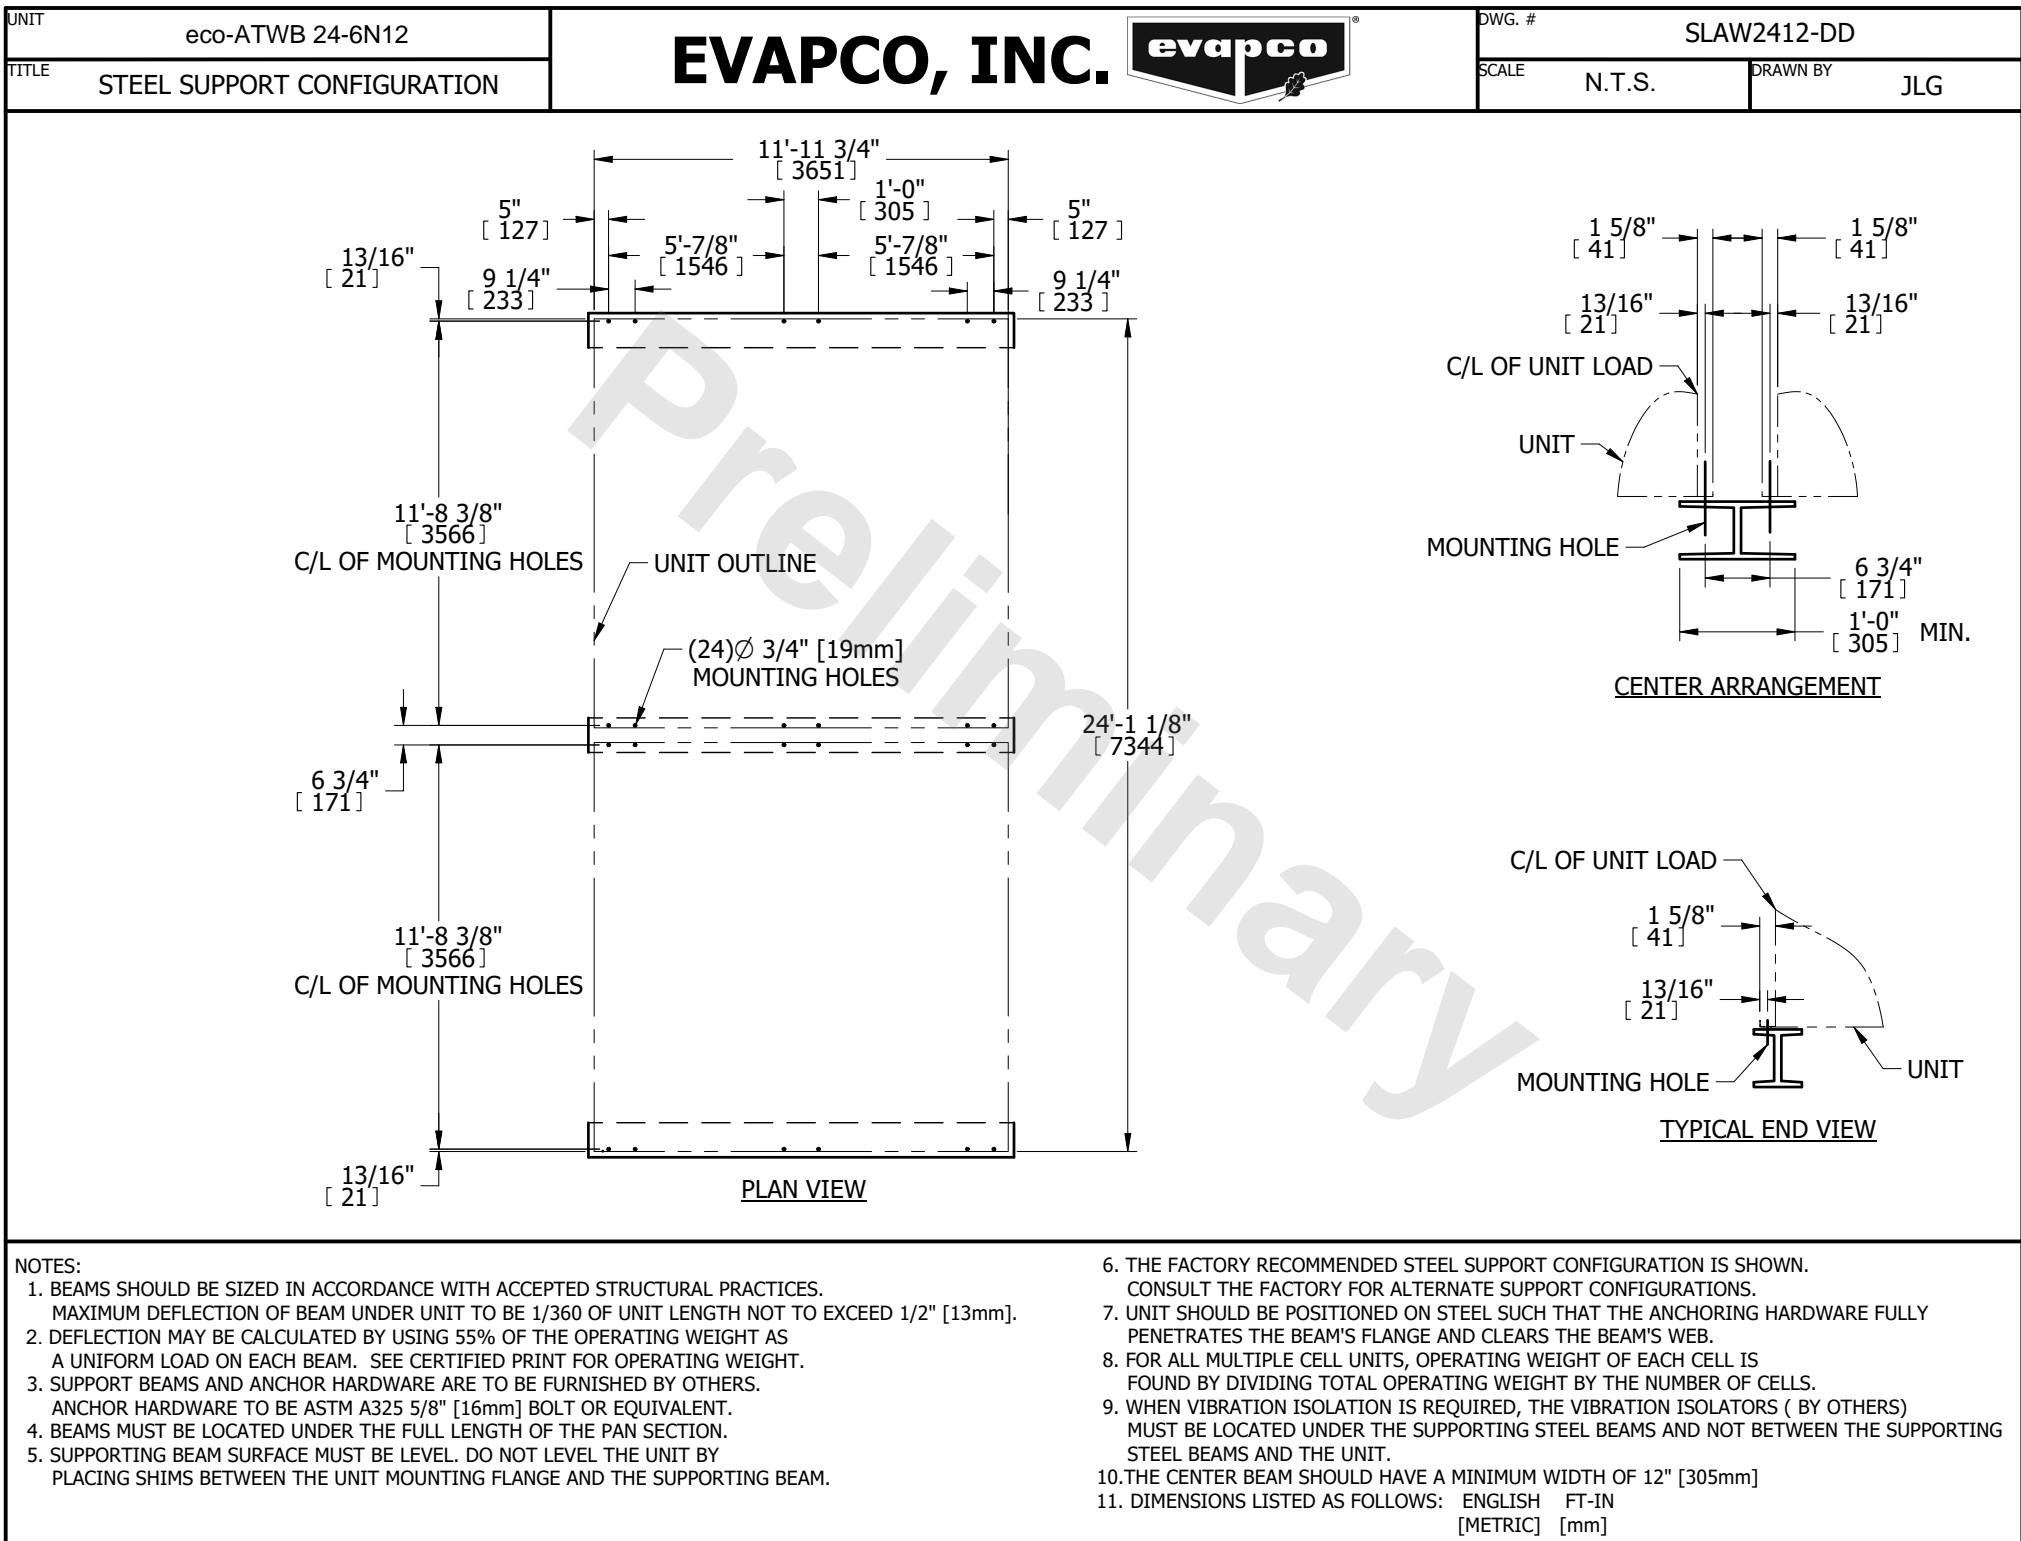 UNIT
eco-ATWB 24-6N12
TITLE
STEEL SUPPORT CONFIGURATION
EVAPCO, INC.
evapco
®
DWG. #
SLAW2412-DD
SCALE
N.T.S.
DRAWN BY
JLG
11'-11 3/4"
[ 3651]
1'-0"
[ 305 ]
5"
[ 127]
5"
[ 127 ]
13/16"
[ 21]
5'-7/8"
[ 1546 ]
5'-7/8"
[ 1546 ]
9 1/4"
[ 233]
9 1/4"
[ 233 ]
11'-8 3/8"
[ 3566]
C/L OF MOUNTING HOLES
UNIT OUTLINE
(24)∅ 3/4" [19mm]
MOUNTING HOLES
24'-1 1/8"
[ 7344]
6 3/4"
[ 171]
11'-8 3/8"
[ 3566]
C/L OF MOUNTING HOLES
13/16"
[ 21]
PLAN VIEW
Preliminary
1 5/8"
[ 41]
1 5/8"
[ 41]
13/16"
[ 21]
13/16"
[ 21]
C/L OF UNIT LOAD
UNIT
MOUNTING HOLE
6 3/4"
[ 171]
1'-0"
[ 305] MIN.
CENTER ARRANGEMENT
C/L OF UNIT LOAD
1 5/8"
[ 41]
13/16"
[ 21]
MOUNTING HOLE
UNIT
TYPICAL END VIEW
NOTES:
1. BEAMS SHOULD BE SIZED IN ACCORDANCE WITH ACCEPTED STRUCTURAL PRACTICES.
MAXIMUM DEFLECTION OF BEAM UNDER UNIT TO BE 1/360 OF UNIT LENGTH NOT TO EXCEED 1/2" [13mm].
2. DEFLECTION MAY BE CALCULATED BY USING 55% OF THE OPERATING WEIGHT AS
A UNIFORM LOAD ON EACH BEAM. SEE CERTIFIED PRINT FOR OPERATING WEIGHT.
3. SUPPORT BEAMS AND ANCHOR HARDWARE ARE TO BE FURNISHED BY OTHERS.
ANCHOR HARDWARE TO BE ASTM A325 5/8" [16mm] BOLT OR EQUIVALENT.
4. BEAMS MUST BE LOCATED UNDER THE FULL LENGTH OF THE PAN SECTION.
5. SUPPORTING BEAM SURFACE MUST BE LEVEL. DO NOT LEVEL THE UNIT BY
PLACING SHIMS BETWEEN THE UNIT MOUNTING FLANGE AND THE SUPPORTING BEAM.
6. THE FACTORY RECOMMENDED STEEL SUPPORT CONFIGURATION IS SHOWN.
CONSULT THE FACTORY FOR ALTERNATE SUPPORT CONFIGURATIONS.
7. UNIT SHOULD BE POSITIONED ON STEEL SUCH THAT THE ANCHORING HARDWARE FULLY
PENETRATES THE BEAM'S FLANGE AND CLEARS THE BEAM'S WEB.
8. FOR ALL MULTIPLE CELL UNITS, OPERATING WEIGHT OF EACH CELL IS
FOUND BY DIVIDING TOTAL OPERATING WEIGHT BY THE NUMBER OF CELLS.
9. WHEN VIBRATION ISOLATION IS REQUIRED, THE VIBRATION ISOLATORS ( BY OTHERS)
MUST BE LOCATED UNDER THE SUPPORTING STEEL BEAMS AND NOT BETWEEN THE SUPPORTING
STEEL BEAMS AND THE UNIT.
10.THE CENTER BEAM SHOULD HAVE A MINIMUM WIDTH OF 12" [305mm]
11. DIMENSIONS LISTED AS FOLLOWS: ENGLISH FT-IN
[METRIC] [mm]